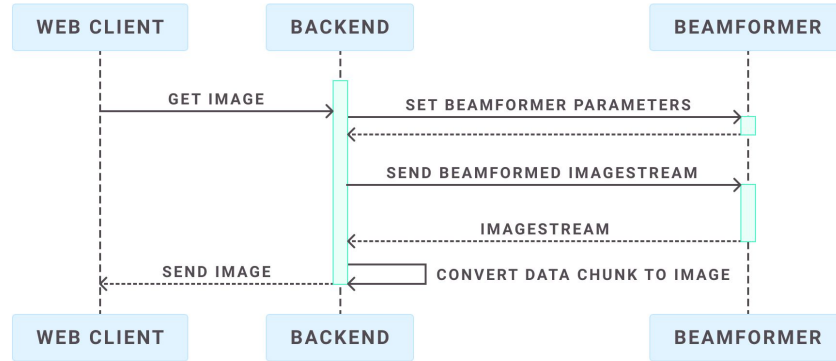 WEB CLIENT
BACKEND
BEAMFORMER
GET IMAGE
SET BEAMFORMER PARAMETERS
SEND BEAMFORMED IMAGESTREAM
IMAGESTREAM
SEND IMAGE
CONVERT DATA CHUNK TO IMAGE
WEB CLIENT
BACKEND
BEAMFORMER